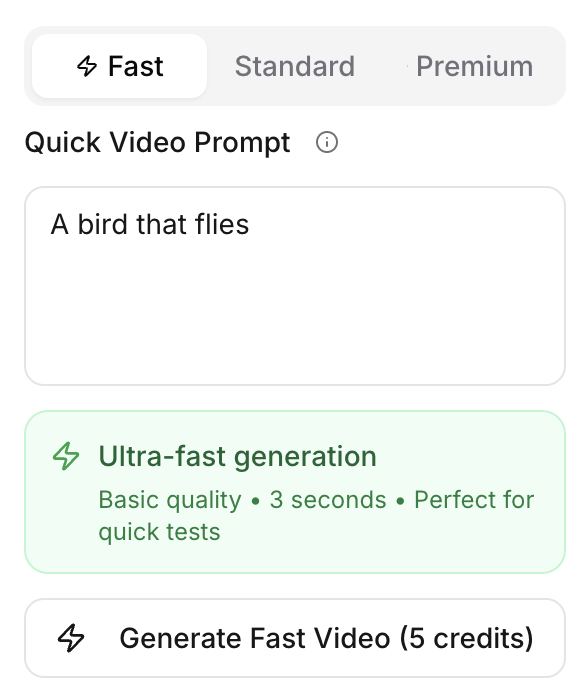 Fast Standard Premium
Quick Video Prompt
A bird that flies
Ultra-fast generation
Basic quality • 3 seconds • Perfect for
quick tests
Generate Fast Video (5 credits)